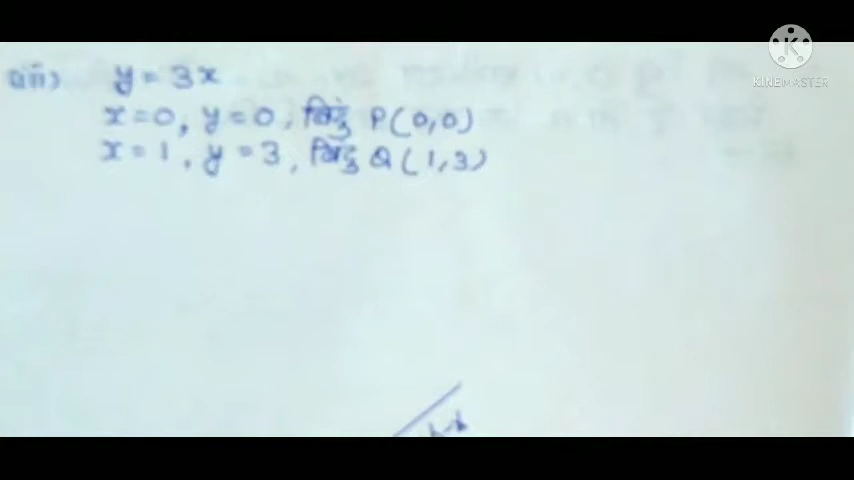 (iii) y = 3x
x = 0, y = 0, बिंदु P(0,0)
x = 1, y = 3, बिंदु Q(1,3)
KINEMASTER